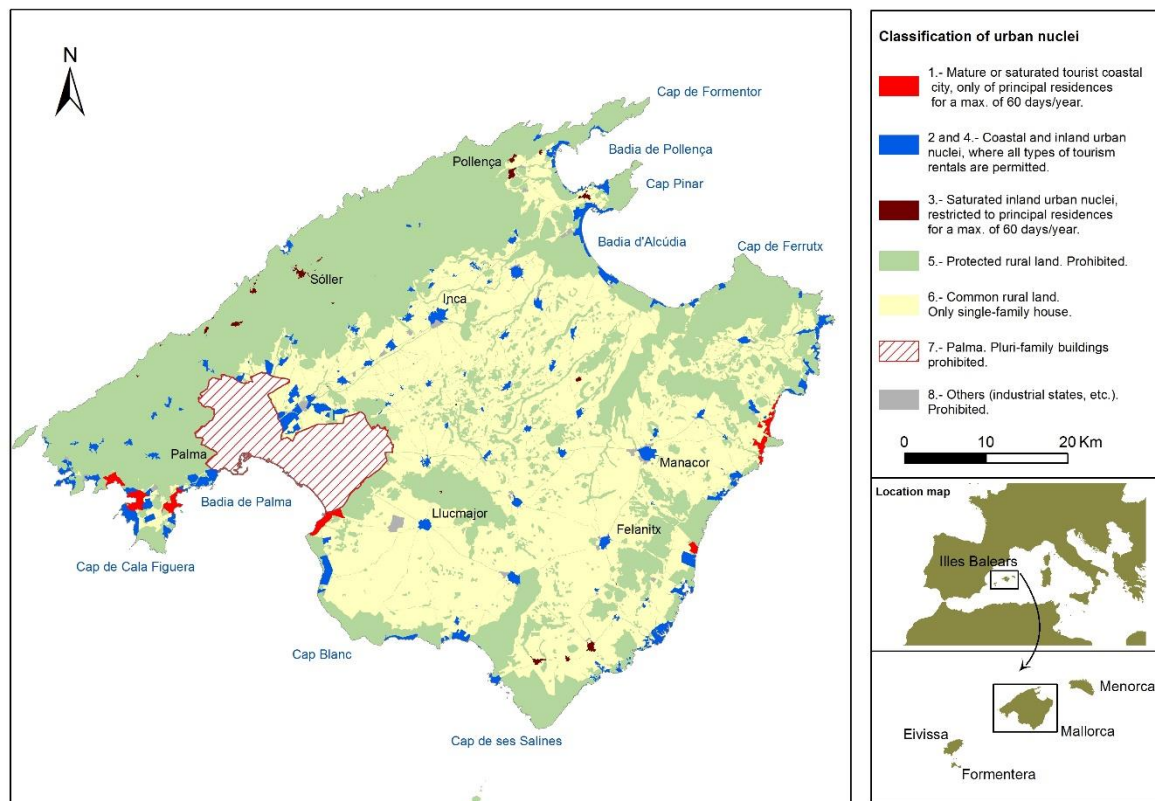 N
Cap de Formentor
Badia de Pollença
Pollença
Cap Pinar
Badia d'Alcúdia
Cap de Ferrutx
Sóller
Inca
Palma
Manacor
Badia de Palma
Llucmajor
Felanitx
Cap de Cala Figuera
Cap Blanc
Cap de ses Salines
Classification of urban nuclei
1.- Mature or saturated tourist coastal
city, only of principal residences
for a max. of 60 days/year.
2 and 4.- Coastal and inland urban
nuclei, where all types of tourism
rentals are permitted.
3.- Saturated inland urban nuclei,
restricted to principal residences
for a max. of 60 days/year.
5.- Protected rural land. Prohibited.
6.- Common rural land.
Only single-family house.
7.- Palma. Pluri-family buildings
prohibited.
8.- Others (industrial states, etc.).
Prohibited.
0 10 20 Km
Location map
Illes Balears
Menorca
Mallorca
Eivissa
Formentera